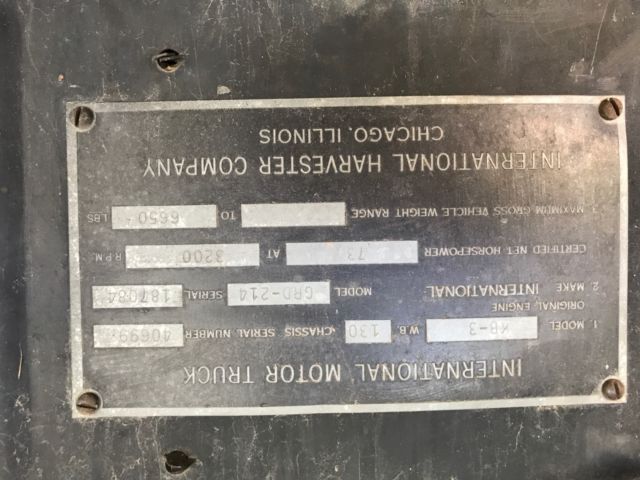 INTERNATIONAL MOTOR TRUCK
1. MODEL KB-3 W.B. 130 CHASSIS SERIAL NUMBER 40699
ORIGINAL ENGINE
2. MAKE INTERNATIONAL MODEL GRD-214 SERIAL 187084
CERTIFIED NET HORSEPOWER 73 AT 3200 R.P.M.
3. MAXIMUM GROSS VEHICLE WEIGHT RANGE TO 6650- LBS
INTERNATIONAL HARVESTER COMPANY
CHICAGO, ILLINOIS